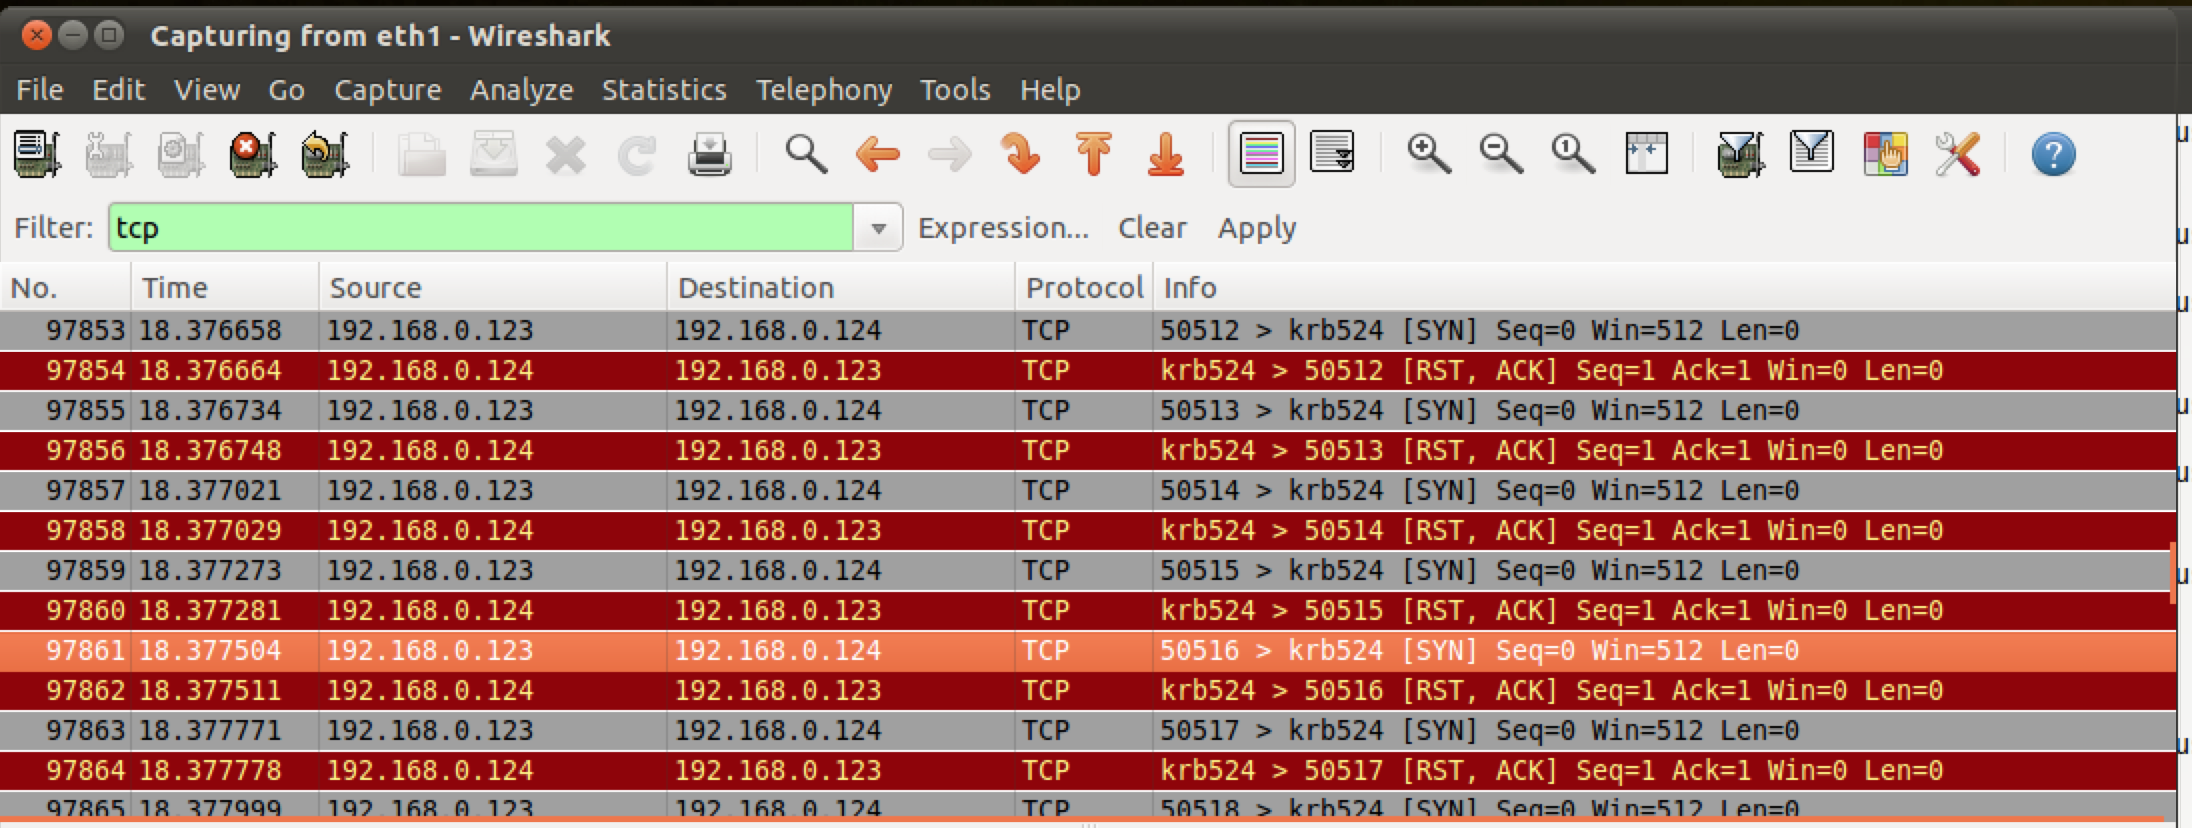 Capturing from eth1 - Wireshark
File Edit View Go Capture Analyze Statistics Telephony Tools Help
Filter: tcp Expression... Clear Apply
No. Time Source Destination Protocol Info
97853 18.376658 192.168.0.123 192.168.0.124 TCP 50512 > krb524 [SYN] Seq=0 Win=512 Len=0
97854 18.376664 192.168.0.124 192.168.0.123 TCP krb524 > 50512 [RST, ACK] Seq=1 Ack=1 Win=0 Len=0
97855 18.376734 192.168.0.123 192.168.0.124 TCP 50513 > krb524 [SYN] Seq=0 Win=512 Len=0
97856 18.376748 192.168.0.124 192.168.0.123 TCP krb524 > 50513 [RST, ACK] Seq=1 Ack=1 Win=0 Len=0
97857 18.377021 192.168.0.123 192.168.0.124 TCP 50514 > krb524 [SYN] Seq=0 Win=512 Len=0
97858 18.377029 192.168.0.124 192.168.0.123 TCP krb524 > 50514 [RST, ACK] Seq=1 Ack=1 Win=0 Len=0
97859 18.377273 192.168.0.123 192.168.0.124 TCP 50515 > krb524 [SYN] Seq=0 Win=512 Len=0
97860 18.377281 192.168.0.124 192.168.0.123 TCP krb524 > 50515 [RST, ACK] Seq=1 Ack=1 Win=0 Len=0
97861 18.377504 192.168.0.123 192.168.0.124 TCP 50516 > krb524 [SYN] Seq=0 Win=512 Len=0
97862 18.377511 192.168.0.124 192.168.0.123 TCP krb524 > 50516 [RST, ACK] Seq=1 Ack=1 Win=0 Len=0
97863 18.377771 192.168.0.123 192.168.0.124 TCP 50517 > krb524 [SYN] Seq=0 Win=512 Len=0
97864 18.377778 192.168.0.124 192.168.0.123 TCP krb524 > 50517 [RST, ACK] Seq=1 Ack=1 Win=0 Len=0
97865 18.377999 192.168.0.123 192.168.0.124 TCP 50518 > krb524 [SYN] Seq=0 Win=512 Len=0